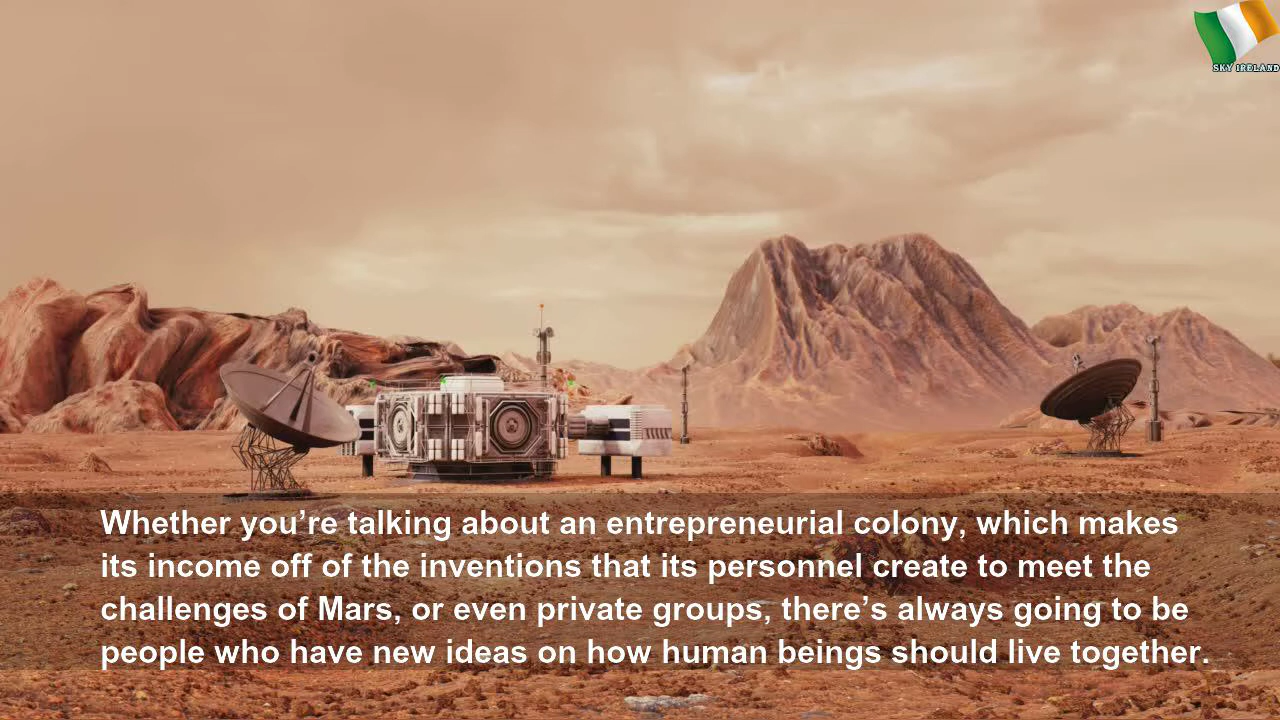 SKY IRELAND
Whether you’re talking about an entrepreneurial colony, which makes
its income off of the inventions that its personnel create to meet the
challenges of Mars, or even private groups, there’s always going to be
people who have new ideas on how human beings should live together.